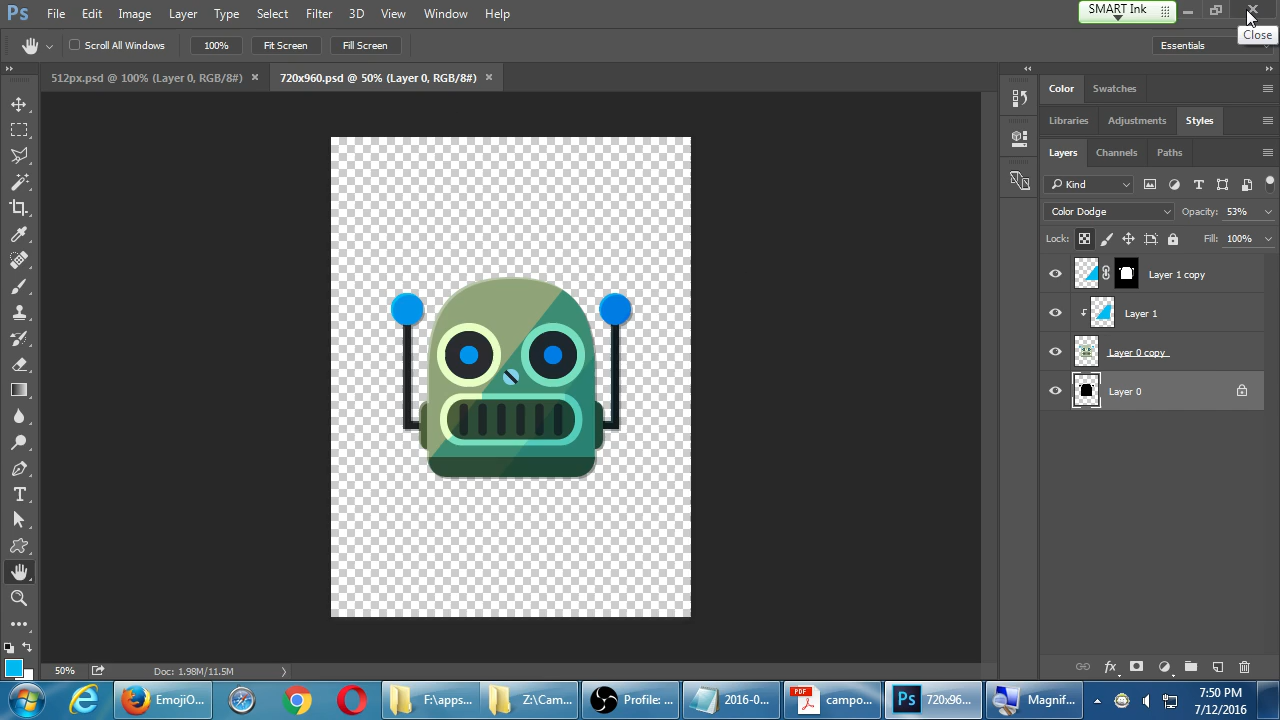 Ps File Edit Image Layer Type Select Filter 3D View Window Help
SMART Ink
Close
Scroll All Windows 100% Fit Screen Fill Screen Essentials
512px.psd @ 100% (Layer 0, RGB/8#) × 720x960.psd @ 50% (Layer 0, RGB/8#) ×
Color Swatches
Libraries Adjustments Styles
Layers Channels Paths
Kind
Color Dodge Opacity: 53%
Lock: Fill: 100%
Layer 1 copy
Layer 1
Layer 0 copy
Layer 0
T
fx
50% Doc: 1.98M/11.5M
EmojiO... F:\apps... Z:\Cam... Profile: ... 2016-0... PDF campo... Ps 720x96... Magnif...
7:50 PM
7/12/2016